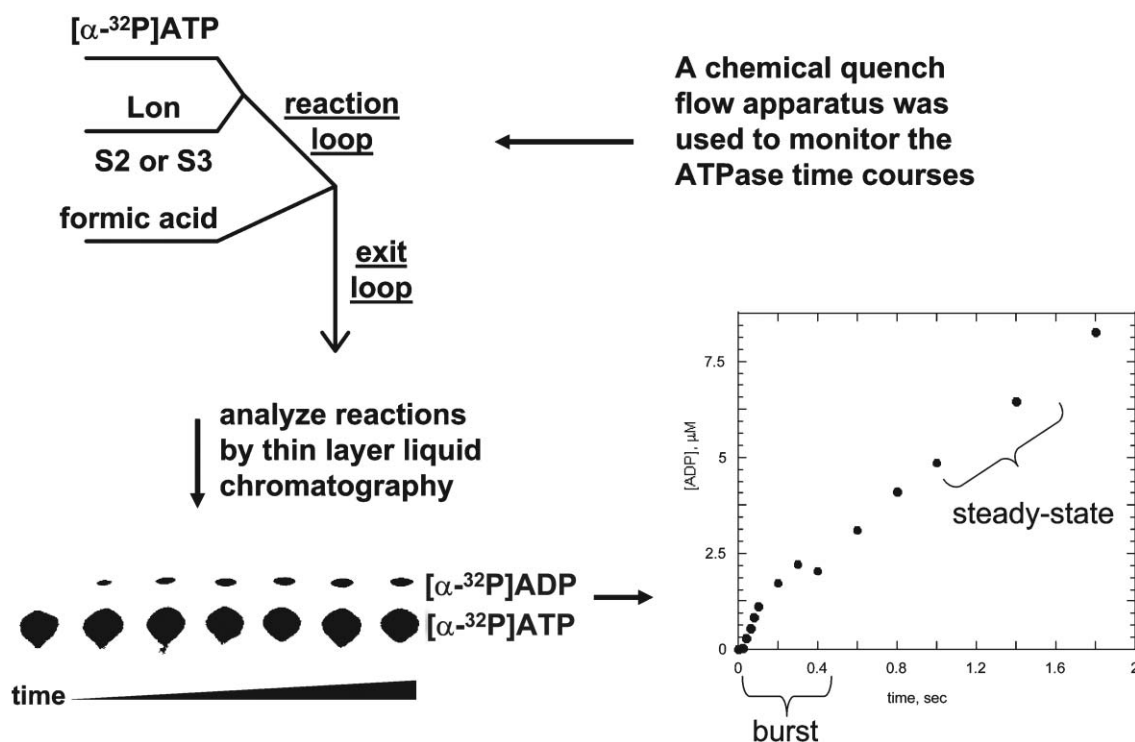 [α-³²P]ATP
Lon
S2 or S3
formic acid
reaction
loop
exit
loop
A chemical quench
flow apparatus was
used to monitor the
ATPase time courses
analyze reactions
by thin layer liquid
chromatography
[α-³²P]ADP
[α-³²P]ATP
time
[ADP], μM
7.5
5
2.5
0
0 0.4 0.8 1.2 1.6 2
time, sec
steady-state
burst